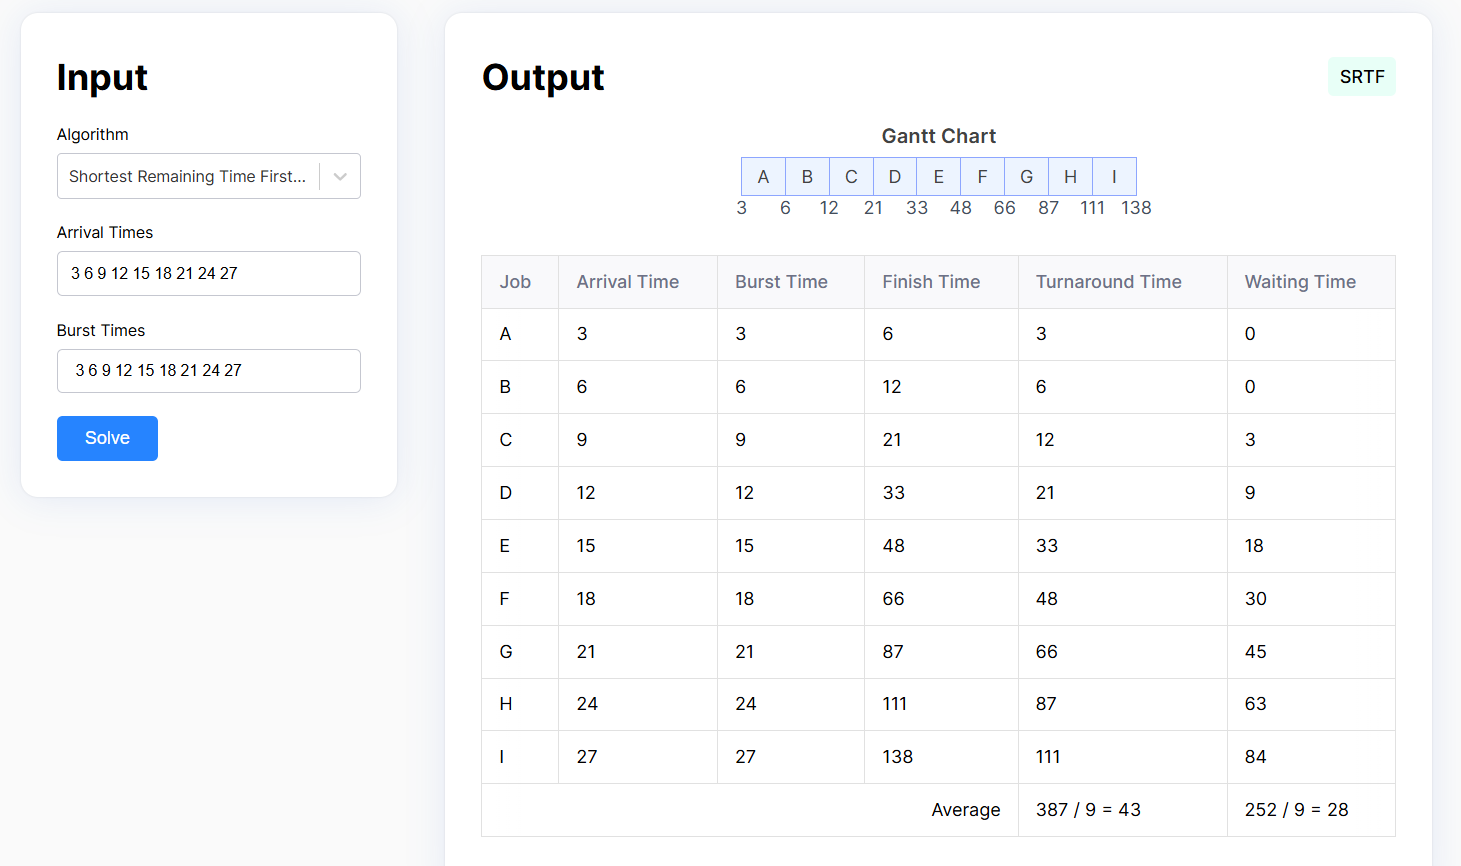 Input
Algorithm
Shortest Remaining Time First...
Arrival Times
3 6 9 12 15 18 21 24 27
Burst Times
3 6 9 12 15 18 21 24 27
Solve
Output
SRTF
Gantt Chart
A B C D E F G H I
3 6 12 21 33 48 66 87 111 138
Job Arrival Time Burst Time Finish Time Turnaround Time Waiting Time
A 3 3 6 3 0
B 6 6 12 6 0
C 9 9 21 12 3
D 12 12 33 21 9
E 15 15 48 33 18
F 18 18 66 48 30
G 21 21 87 66 45
H 24 24 111 87 63
I 27 27 138 111 84
Average 387 / 9 = 43 252 / 9 = 28